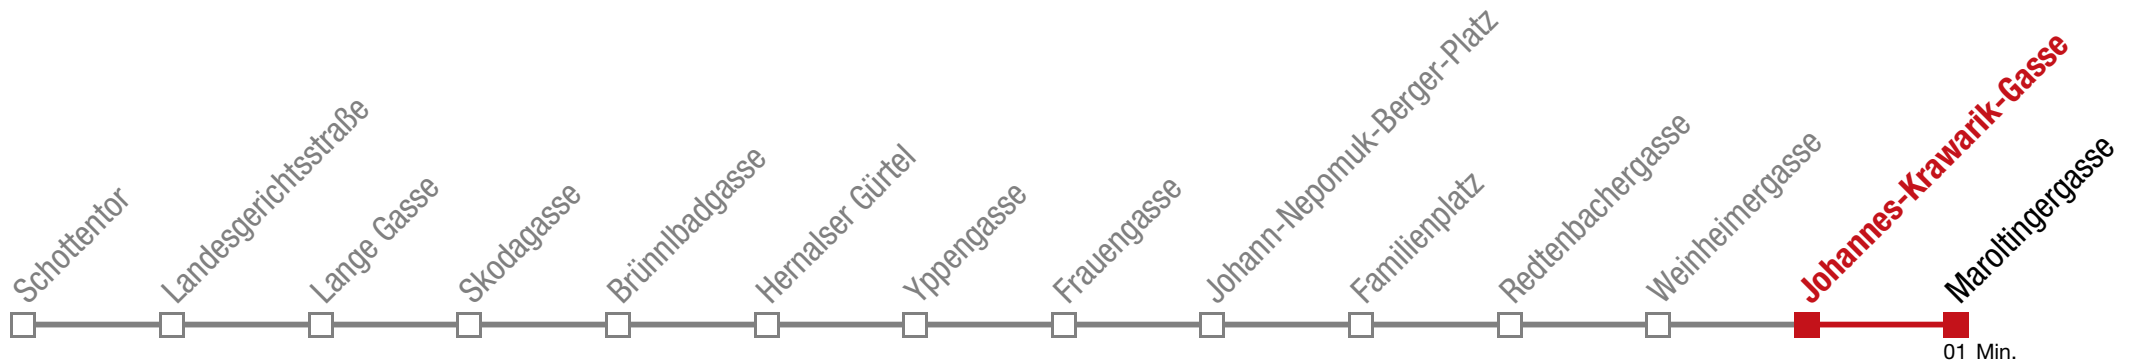 Schottentor
Landesgerichtsstraße
Lange Gasse
Skodagasse
Brünnlbadgasse
Hernalser Gürtel
Yppengasse
Frauengasse
Johann-Nepomuk-Berger-Platz
Familienplatz
Redtenbachergasse
Weinheimergasse
Johannes-Krawarik-Gasse
Maroltingergasse
01 Min.